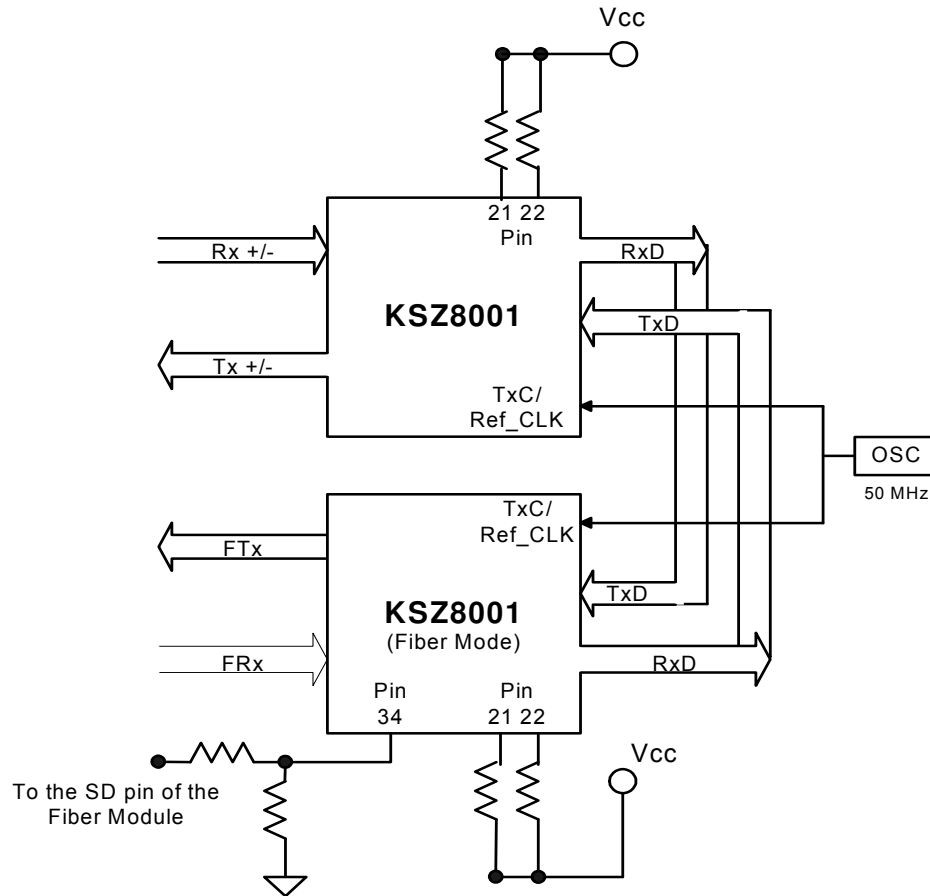 Vcc
21 22
Pin
Rx +/-
RxD
KSZ8001
TxD
Tx +/-
TxC/
Ref_CLK
OSC
50 MHz
TxC/
Ref_CLK
FTx
TxD
KSZ8001
(Fiber Mode)
FRx
RxD
Pin
34
Pin
21 22
Vcc
To the SD pin of the
Fiber Module